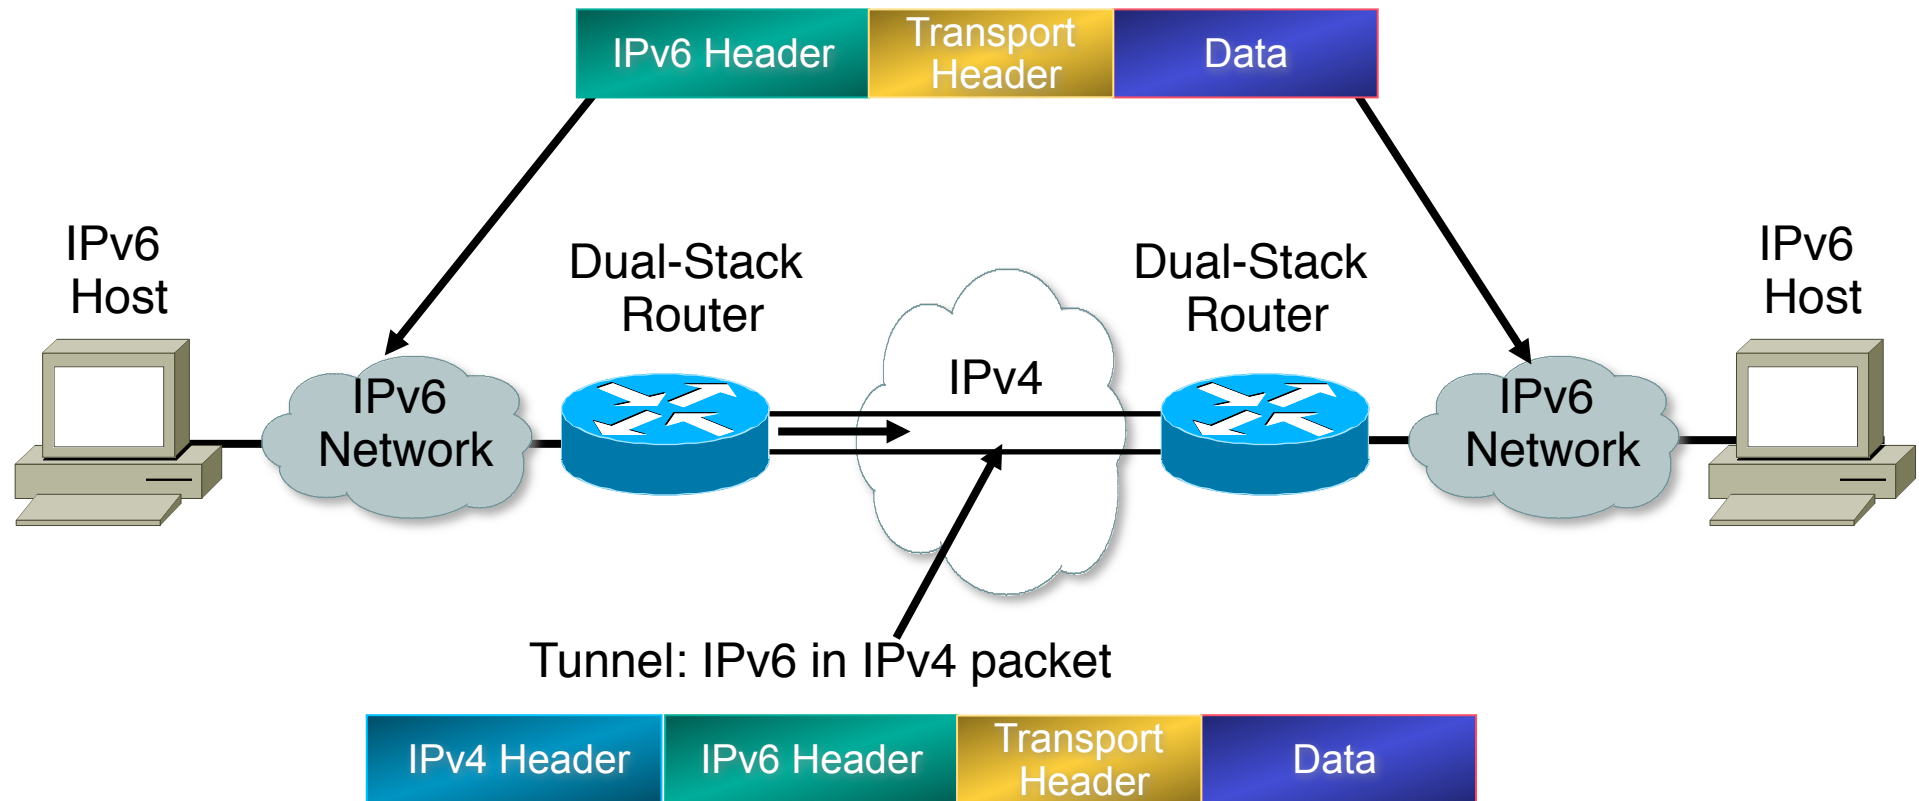 IPv6 Header
Transport
Header
Data
IPv6
Host
Dual-Stack
Router
Dual-Stack
Router
IPv6
Host
IPv6
Network
IPv4
IPv6
Network
Tunnel: IPv6 in IPv4 packet
IPv4 Header
IPv6 Header
Transport
Header
Data